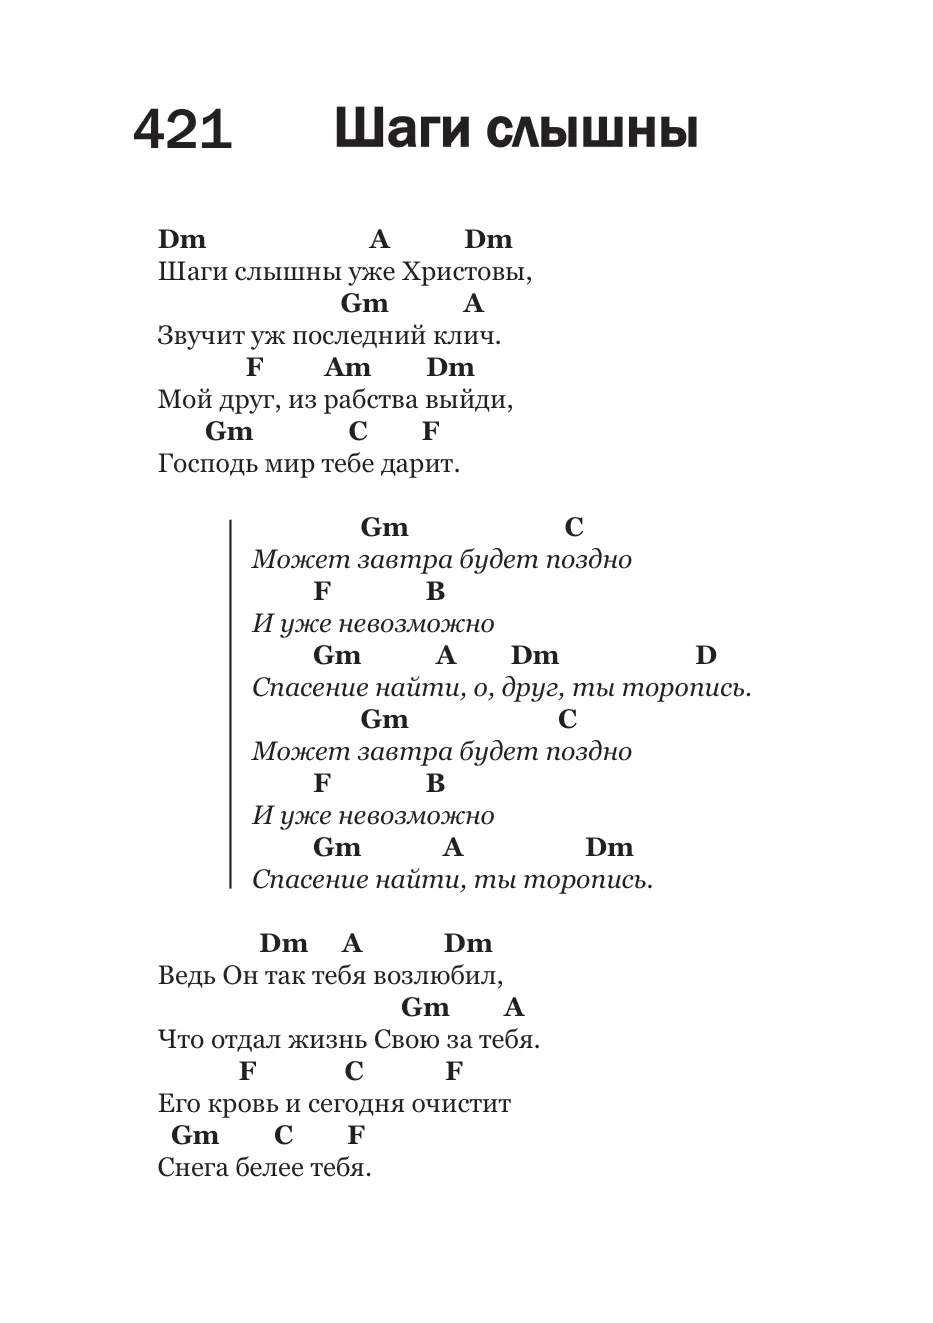 421 Шаги слышны
Dm A Dm
Шаги слышны уже Христовы,
Gm A
Звучит уж последний клич.
F Am Dm
Мой друг, из рабства выйди,
Gm C F
Господь мир тебе дарит.
Gm C
Может завтра будет поздно
F B
И уже невозможно
Gm A Dm D
Спасение найти, о, друг, ты торопись.
Gm C
Может завтра будет поздно
F B
И уже невозможно
Gm A Dm
Спасение найти, ты торопись.
Dm A Dm
Ведь Он так тебя возлюбил,
Gm A
Что отдал жизнь Свою за тебя.
F C F
Его кровь и сегодня очистит
Gm C F
Снега белее тебя.